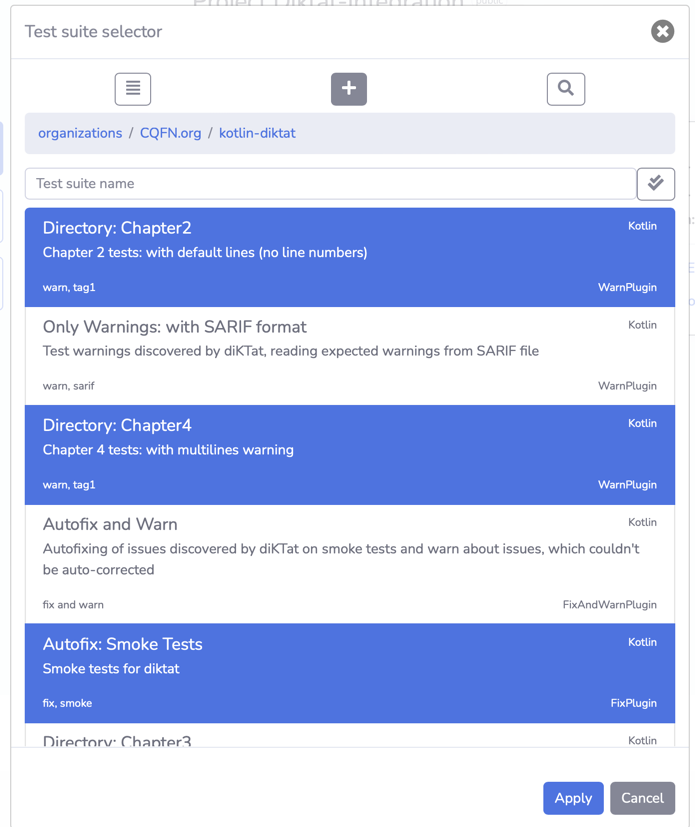 Project Diktat-integration public
Test suite selector
organizations / CQFN.org / kotlin-diktat
Test suite name
Directory: Chapter2 Kotlin
Chapter 2 tests: with default lines (no line numbers)
warn, tag1 WarnPlugin
Only Warnings: with SARIF format Kotlin
Test warnings discovered by diKTat, reading expected warnings from SARIF file
warn, sarif WarnPlugin
Directory: Chapter4 Kotlin
Chapter 4 tests: with multilines warning
warn, tag1 WarnPlugin
Autofix and Warn Kotlin
Autofixing of issues discovered by diKTat on smoke tests and warn about issues, which couldn't
be auto-corrected
fix and warn FixAndWarnPlugin
Autofix: Smoke Tests Kotlin
Smoke tests for diktat
fix, smoke FixPlugin
Directory: Chapter3 Kotlin
Apply Cancel